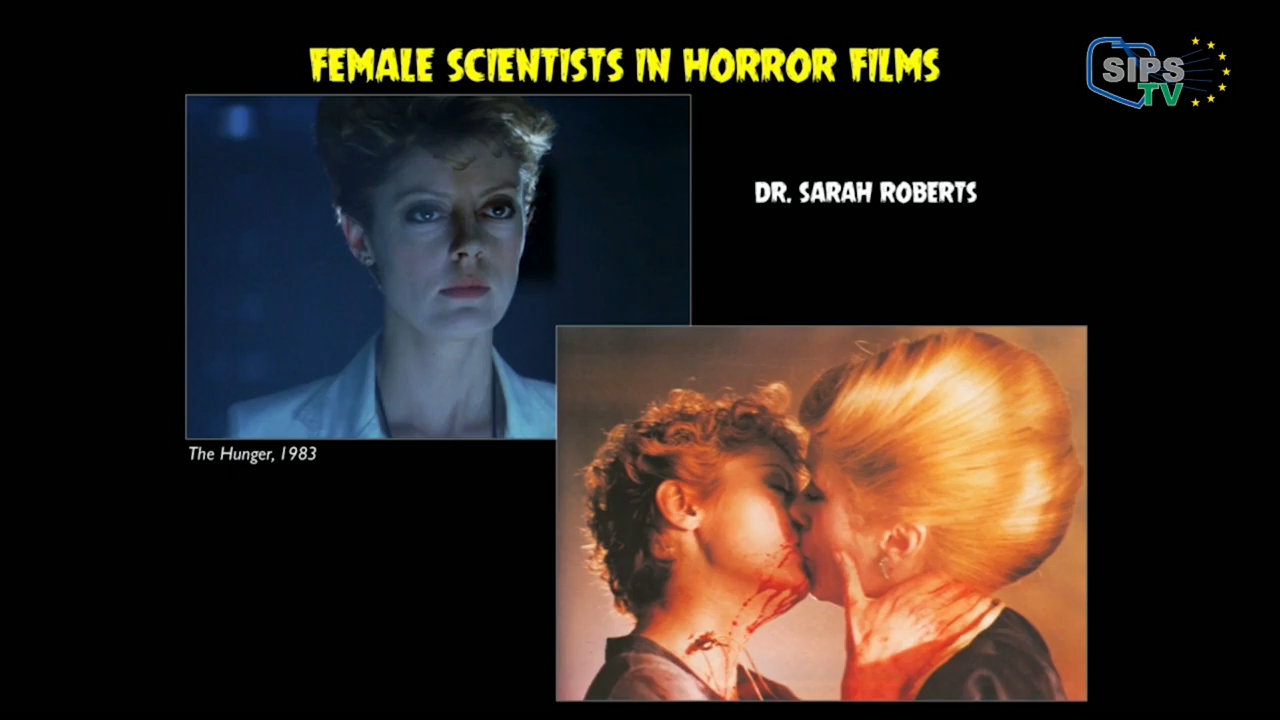 FEMALE SCIENTISTS IN HORROR FILMS
SIPS
TV
DR. SARAH ROBERTS
The Hunger, 1983